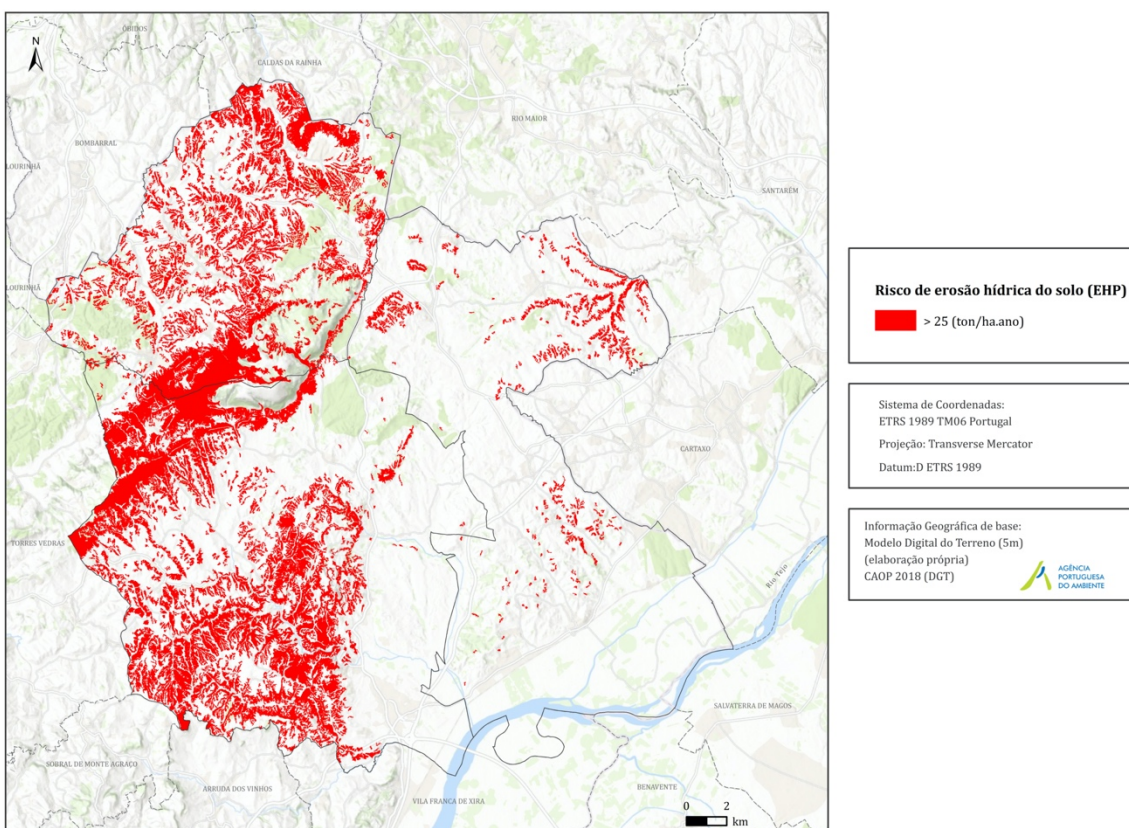 N
ÓBIDOS
CALDAS DA RAINHA
RIO MAIOR
BOMBARRAL
LOURINHÃ
SANTARÉM
LOURINHÃ
CARTAXO
TORRES VEDRAS
Rio Tejo
SALVATERRA DE MAGOS
SOBRAL DE MONTE AGRAÇO
ARRUDA DOS VINHOS
BENAVENTE
VILA FRANCA DE XIRA
0 2
km
Risco de erosão hídrica do solo (EHP)
> 25 (ton/ha.ano)
Sistema de Coordenadas:
ETRS 1989 TM06 Portugal
Projeção: Transverse Mercator
Datum:D ETRS 1989
Informação Geográfica de base:
Modelo Digital do Terreno (5m)
(elaboração própria)
CAOP 2018 (DGT)
AGÊNCIA
PORTUGUESA
DO AMBIENTE